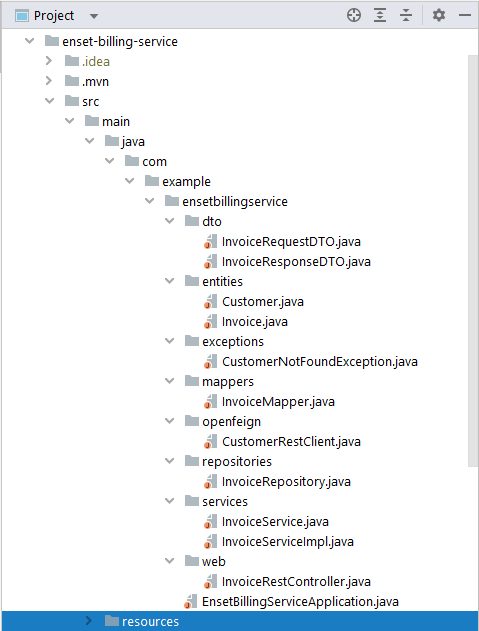 Project
enset-billing-service
.idea
.mvn
src
main
java
com
example
ensetbillingservice
dto
InvoiceRequestDTO.java
InvoiceResponseDTO.java
entities
Customer.java
Invoice.java
exceptions
CustomerNotFoundException.java
mappers
InvoiceMapper.java
openfeign
CustomerRestClient.java
repositories
InvoiceRepository.java
services
InvoiceService.java
InvoiceServiceImpl.java
web
InvoiceRestController.java
EnsetBillingServiceApplication.java
resources